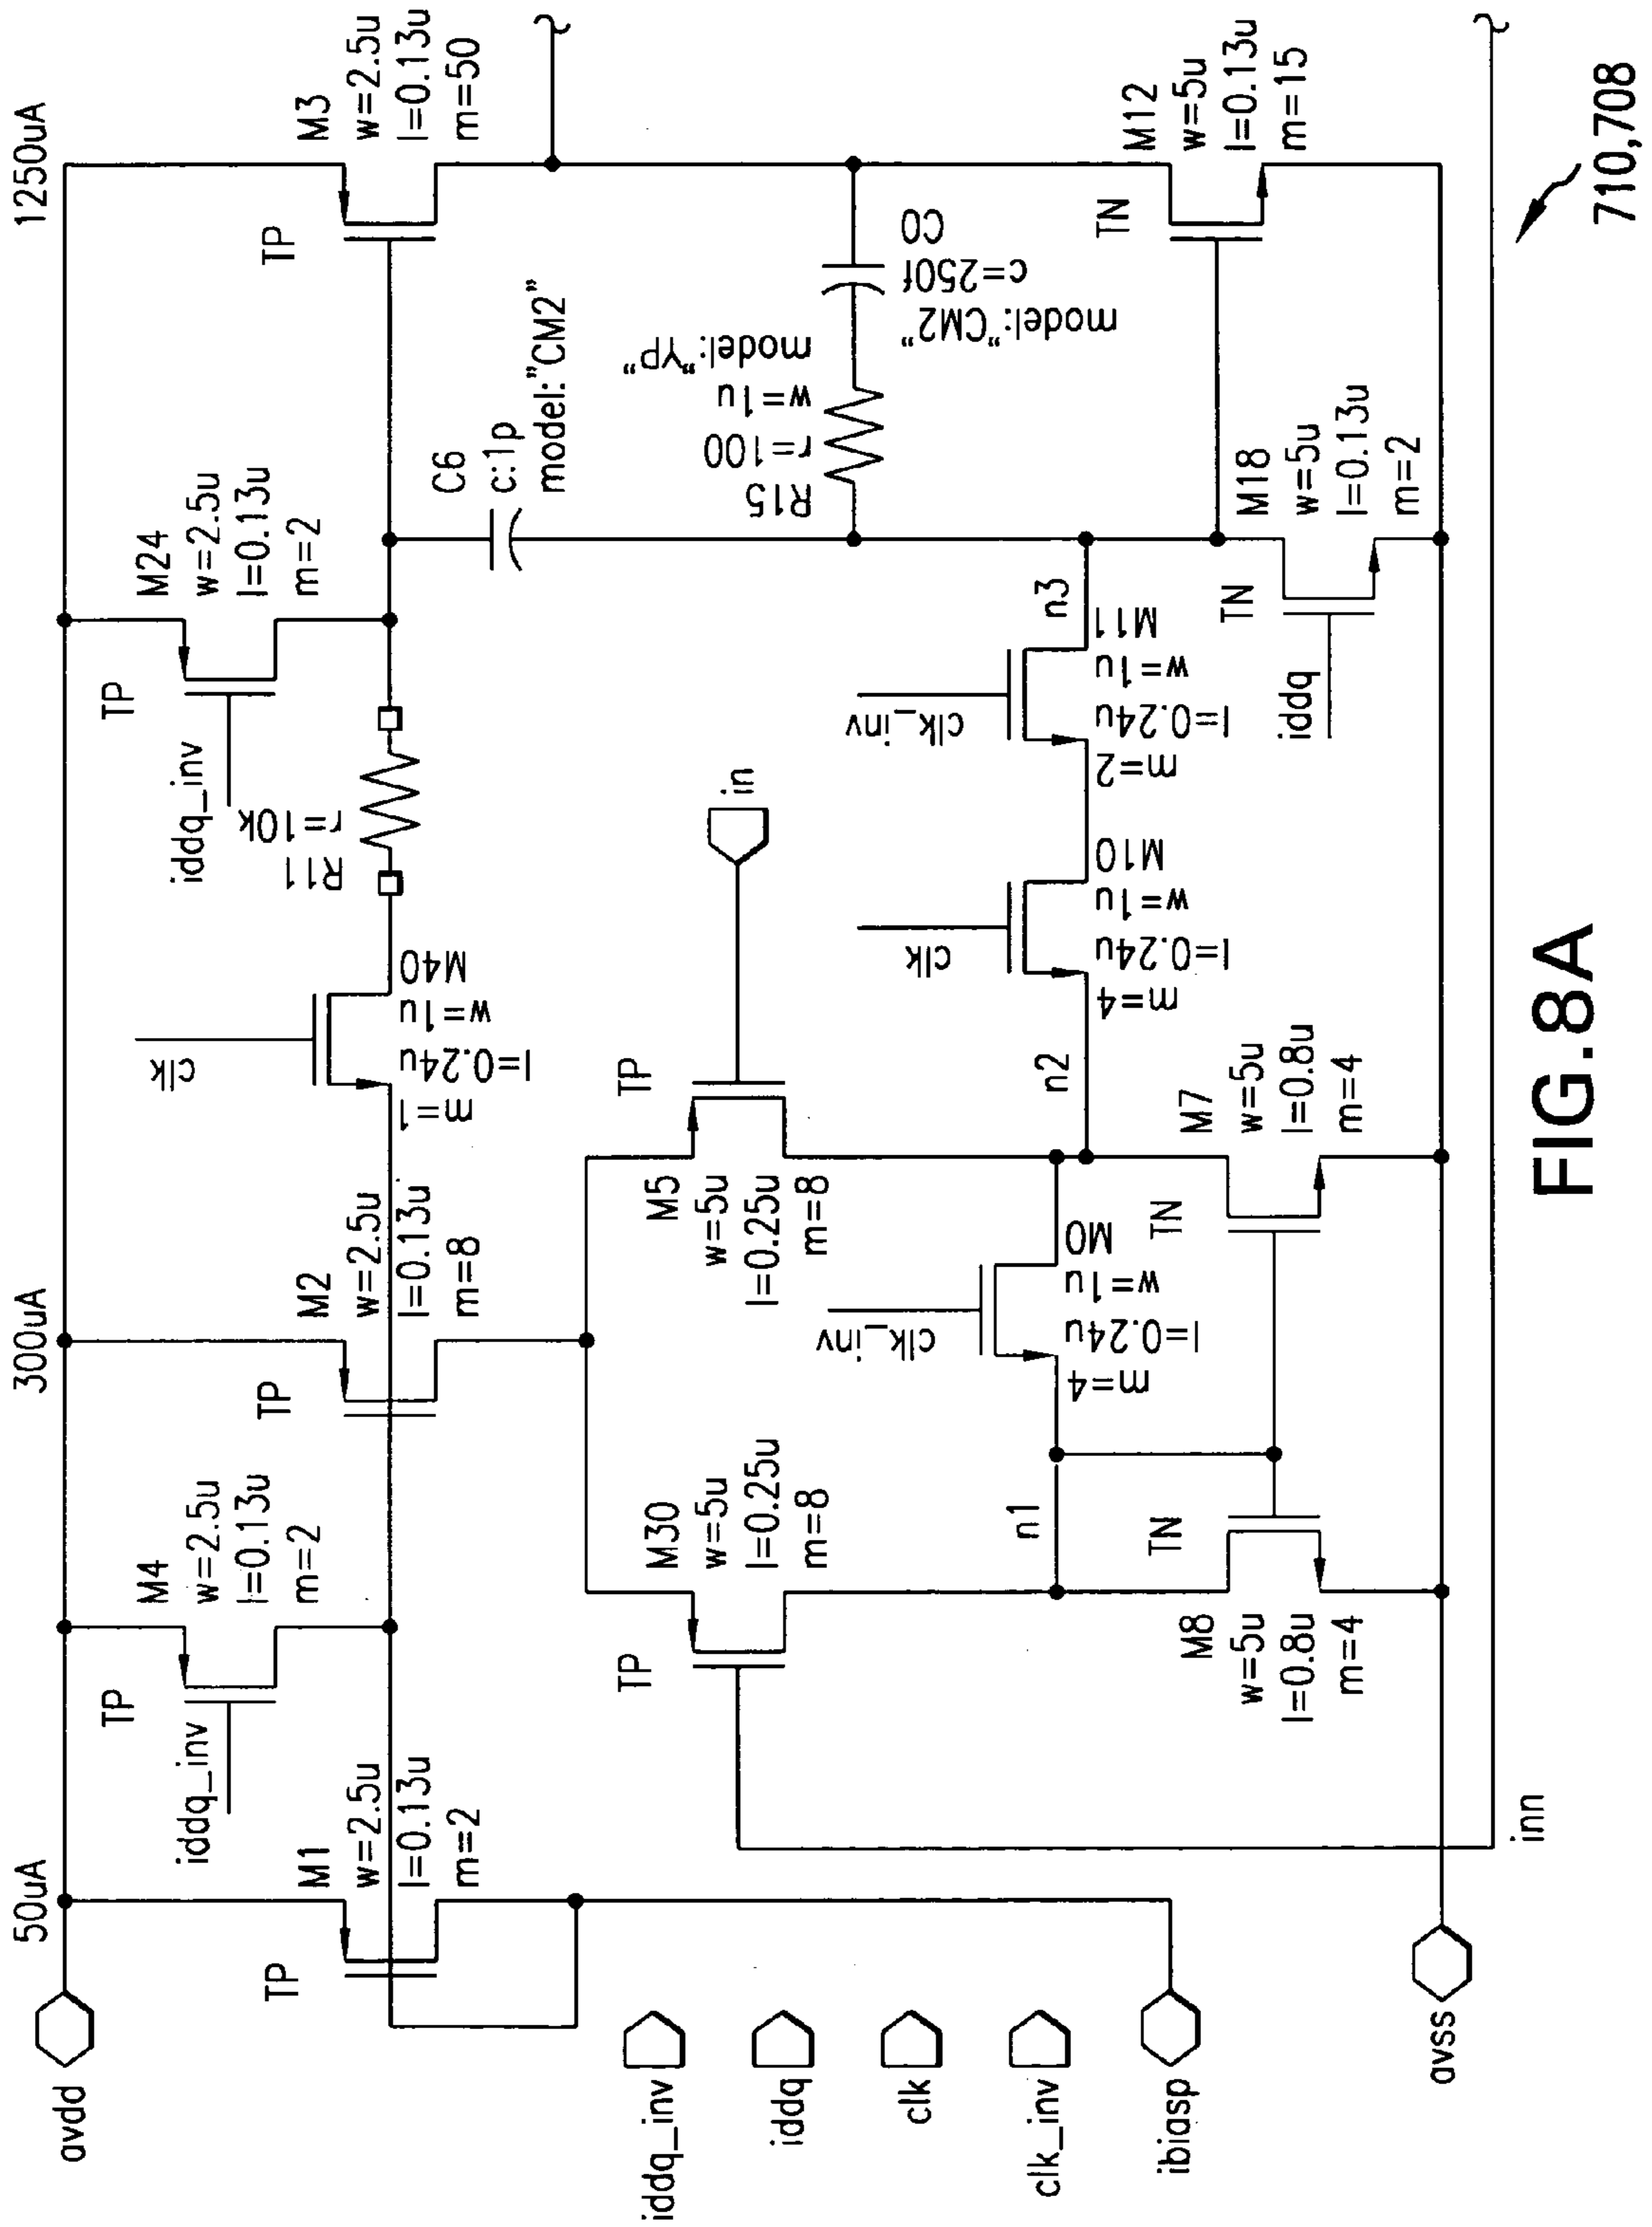 avdd
50uA
300uA
1250uA
TP
M1
w=2.5u
l=0.13u
m=2
TP
iddq_inv
M4
w=2.5u
l=0.13u
m=2
TP
M2
w=2.5u
l=0.13u
m=8
clk
M40
w=1u
l=0.24u
m=1
R11
r=10k
TP
iddq_inv
M24
w=2.5u
l=0.13u
m=2
TP
M3
w=2.5u
l=0.13u
m=50
C6
c:1p
model:"CM2"
R15
r=100
w=1u
model:"YP"
C0
c=250f
model:"CM2"
TP
M30
w=5u
l=0.25u
m=8
TP
M5
w=5u
l=0.25u
m=8
in
clk_inv
M0
w=1u
l=0.24u
m=4
n1
n2
clk
M10
w=1u
l=0.24u
m=4
clk_inv
M11
w=1u
l=0.24u
m=2
n3
TN
M8
w=5u
l=0.8u
m=4
TN
M7
w=5u
l=0.8u
m=4
iddq
TN
M18
w=5u
l=0.13u
m=2
TN
M12
w=5u
l=0.13u
m=15
iddq_inv
iddq
clk
clk_inv
ibiasp
avss
inn
710,708
FIG.8A